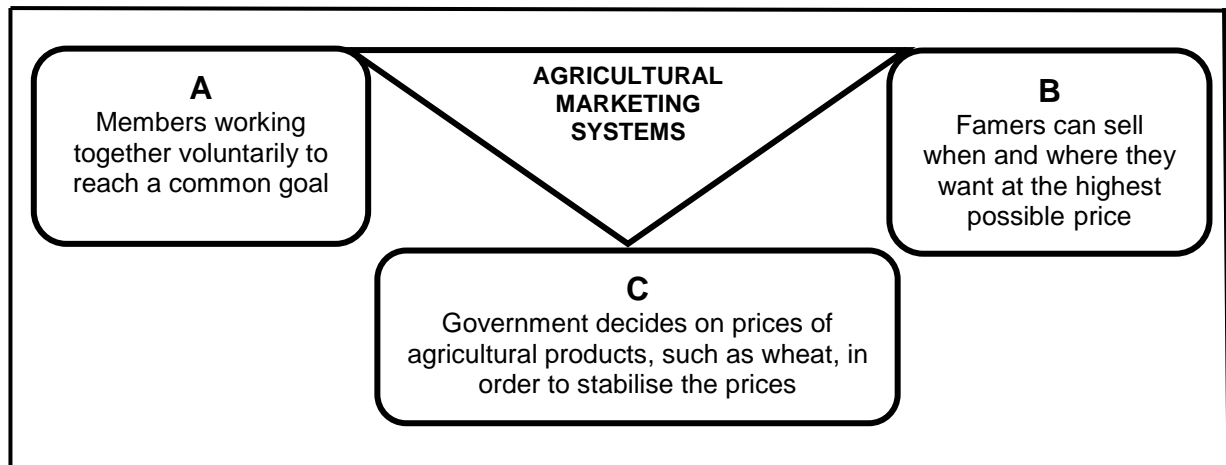 AGRICULTURAL
MARKETING
SYSTEMS
A
Members working
together voluntarily to
reach a common goal
B
Famers can sell
when and where they
want at the highest
possible price
C
Government decides on prices of
agricultural products, such as wheat, in
order to stabilise the prices